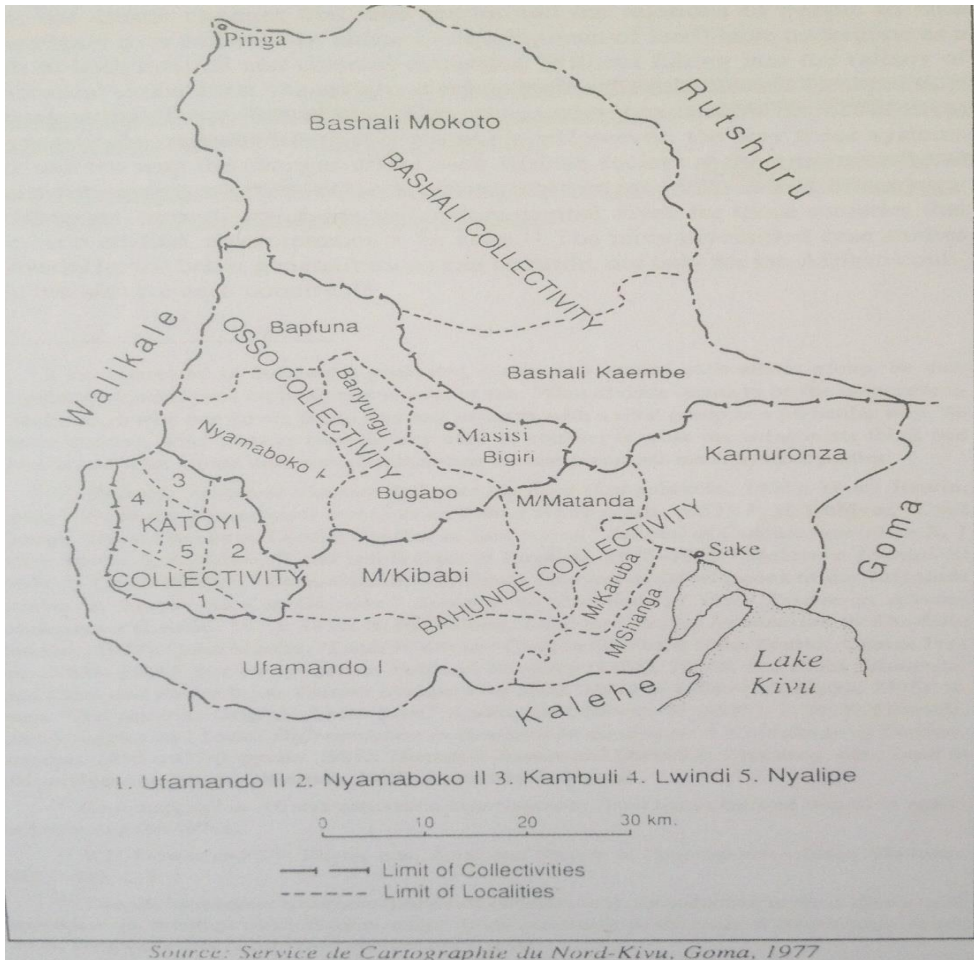 Pinga
Rutshuru
Bashali Mokoto
BASHALI COLLECTIVITY
Walikale
Bapfuna
OSSO COLLECTIVITY
Banyungu
Bashali Kaembe
Nyamaboko I
Masisi
Bigiri
Kamuronza
Bugabo
M/Matanda
4
3
KATOYI
5 2
COLLECTIVITY
1
M/Kibabi
BAHUNDE COLLECTIVITY
M/Karuba
M/Shanga
Sake
Goma
Ufamando I
Kalehe
Lake
Kivu
1. Ufamando II 2. Nyamaboko II 3. Kambuli 4. Lwindi 5. Nyalipe
0 10 20 30 km.
Limit of Collectivities
Limit of Localities
Source: Service de Cartographie du Nord-Kivu, Goma, 1977